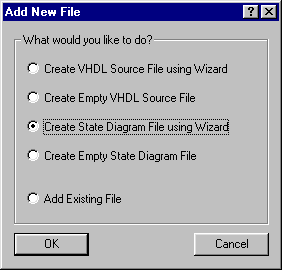 Add New File
What would you like to do?
Create VHDL Source File using Wizard
Create Empty VHDL Source File
Create State Diagram File using Wizard
Create Empty State Diagram File
Add Existing File
OK
Cancel